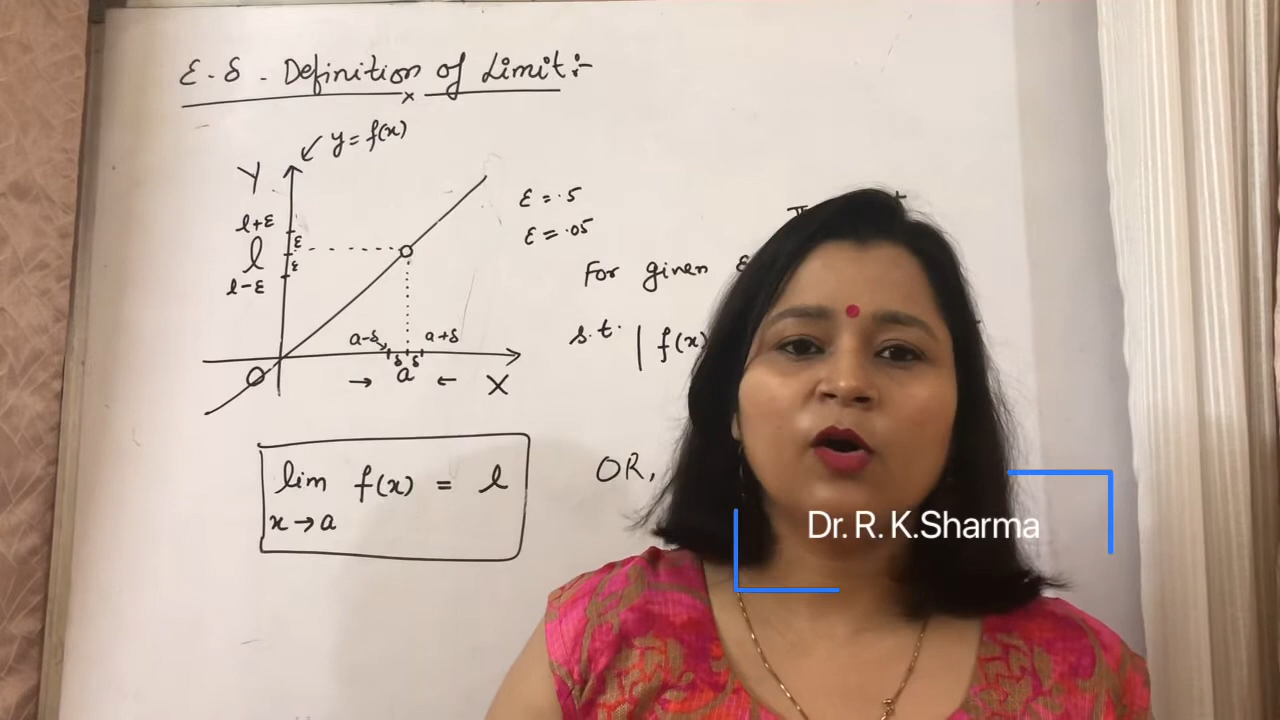 ε-δ - Definition of Limit:-
y=f(x)
Y
l+ε
ε
l
ε
l-ε
ε = .5
ε = .05
For given ε
s.t. | f(x)
a-δ
a+δ
δ δ
O
→ a ← X
lim f(x) = l
x→a
OR,
Dr. R. K.Sharma